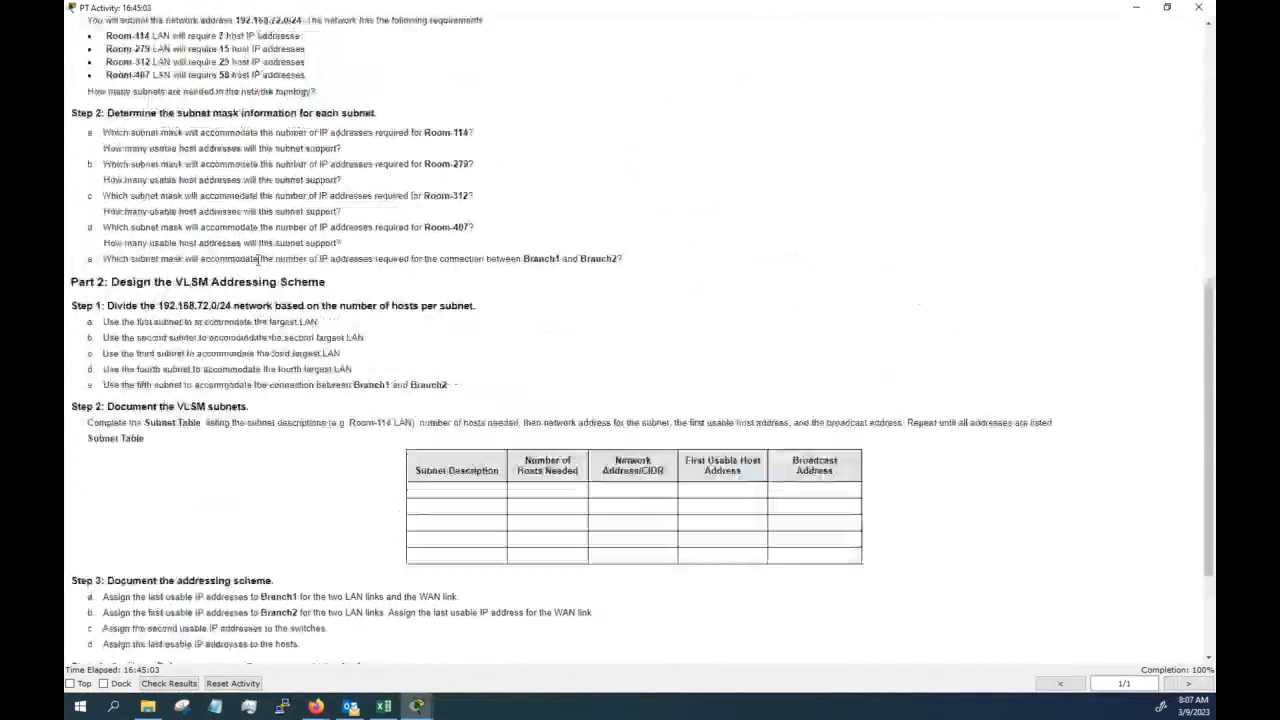 PT Activity: 16:45:03
You will subnet the network address 192.168.72.0/24. The network has the following requirements
Room-114 LAN will require 7 host IP addresses
Room-279 LAN will require 15 host IP addresses
Room-312 LAN will require 29 host IP addresses
Room-407 LAN will require 58 host IP addresses
How many subnets are needed in the network topology?
Step 2: Determine the subnet mask information for each subnet.
a Which subnet mask will accommodate the number of IP addresses required for Room-114?
How many usable host addresses will this subnet support?
b Which subnet mask will accommodate the number of IP addresses required for Room-279?
How many usable host addresses will this subnet support?
c Which subnet mask will accommodate the number of IP addresses required for Room-312?
How many usable host addresses will this subnet support?
d Which subnet mask will accommodate the number of IP addresses required for Room-407?
How many usable host addresses will this subnet support?
e Which subnet mask will accommodate the number of IP addresses required for the connection between Branch1 and Branch2?
Part 2: Design the VLSM Addressing Scheme
Step 1: Divide the 192.168.72.0/24 network based on the number of hosts per subnet.
a. Use the first subnet to accommodate the largest LAN.
b. Use the second subnet to accommodate the second largest LAN
c Use the third subnet to accommodate the third largest LAN
d Use the fourth subnet to accommodate the fourth largest LAN
e Use the fifth subnet to accommodate the connection between Branch1 and Branch2
Step 2: Document the VLSM subnets.
Complete the Subnet Table listing the subnet descriptions (e.g. Room-114 LAN) number of hosts needed, then network address for the subnet, the first usable host address, and the broadcast address. Repeat until all addresses are listed
Subnet Table
Subnet Description Number of Hosts Needed Network Address/CIDR First Usable Host Address Broadcast Address
Step 3: Document the addressing scheme.
a. Assign the last usable IP addresses to Branch1 for the two LAN links and the WAN link.
b. Assign the first usable IP addresses to Branch2 for the two LAN links. Assign the last usable IP address for the WAN link
c Assign the second usable IP addresses to the switches.
d Assign the last usable IP addresses to the hosts.
Time Elapsed: 16:45:03 Completion: 100%
Top Dock Check Results Reset Activity < 1/1 >
8:07 AM
3/9/2023